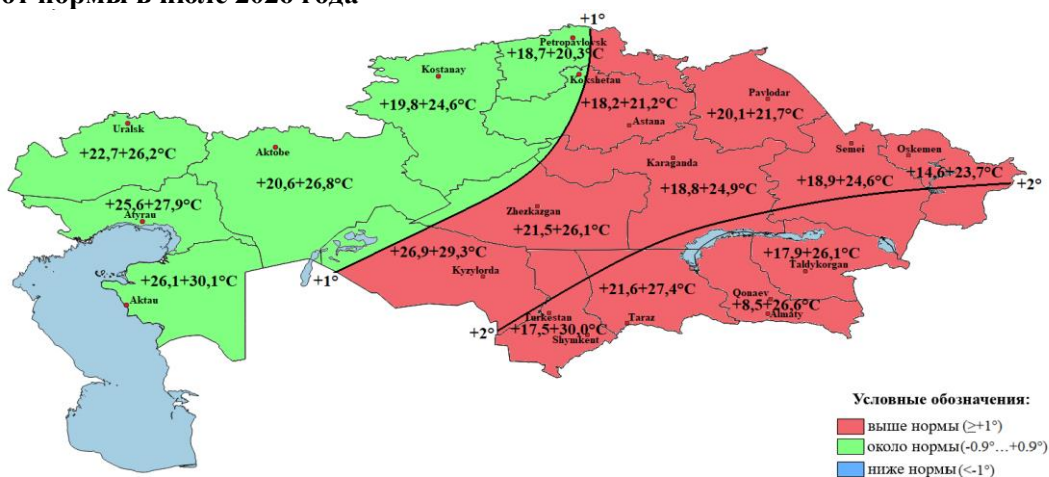 от нормы в июле 2026 года
+1°
Petropavlovsk
+18,7+20,3°C
Kostanay
Kokshetau
+19,8+24,6°C
+18,2+21,2°C
Astana
Pavlodar
+20,1+21,7°C
Uralsk
+22,7+26,2°C
Aktobe
+20,6+26,8°C
Karaganda
+18,8+24,9°C
Semei
+18,9+24,6°C
Oskemen
+14,6+23,7°C
+2°
+25,6+27,9°C
Atyrau
Zhezkazgan
+21,5+26,1°C
+26,9+29,3°C
Kyzylorda
+1°
+17,9+26,1°C
Taldykorgan
+26,1+30,1°C
Aktau
+21,6+27,4°C
Qonaev
+8,5+26,6°C
Almaty
Turkestan
+2°
+17,5+30,0°C
Shymkent
Taraz
Условные обозначения:
выше нормы (≥+1°)
около нормы(-0.9°…+0.9°)
ниже нормы(<-1°)